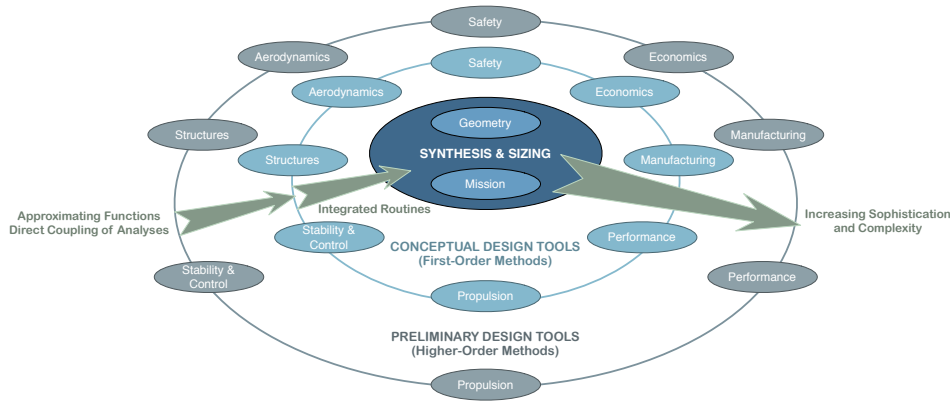 Safety
Aerodynamics
Economics
Safety
Aerodynamics
Economics
Geometry
Structures
Manufacturing
SYNTHESIS & SIZING
Structures
Manufacturing
Mission
Approximating Functions
Direct Coupling of Analyses
Integrated Routines
Increasing Sophistication
and Complexity
Stability &
Control
Performance
CONCEPTUAL DESIGN TOOLS
(First-Order Methods)
Stability &
Control
Performance
Propulsion
PRELIMINARY DESIGN TOOLS
(Higher-Order Methods)
Propulsion